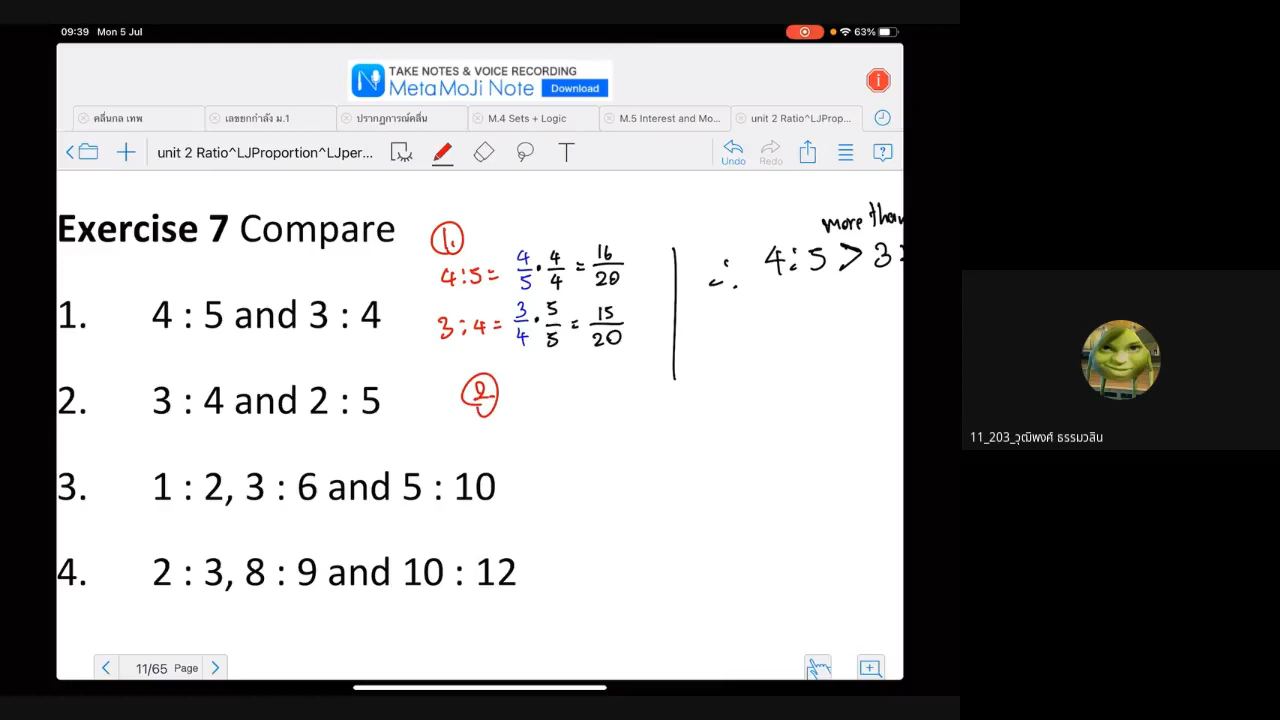 09:39 Mon 5 Jul 63%
TAKE NOTES & VOICE RECORDING
MetaMoJi Note Download
คลื่นกล เทพ เลขยกกำลัง ม.1 ปรากฏการณ์คลื่น M.4 Sets + Logic M.5 Interest and Mo... unit 2 Ratio^LJProp...
unit 2 Ratio^LJProportion^LJper... T Undo Redo
Exercise 7 Compare
1.
4:5 = 4/5 · 4/4 = 16/20
3:4 = 3/4 · 5/5 = 15/20
more than
∴ 4:5 > 3:
1. 4 : 5 and 3 : 4
2. 3 : 4 and 2 : 5
2.
3. 1 : 2, 3 : 6 and 5 : 10
4. 2 : 3, 8 : 9 and 10 : 12
11/65 Page
11_203_วุฒิพงศ์ ธรรมวสิน